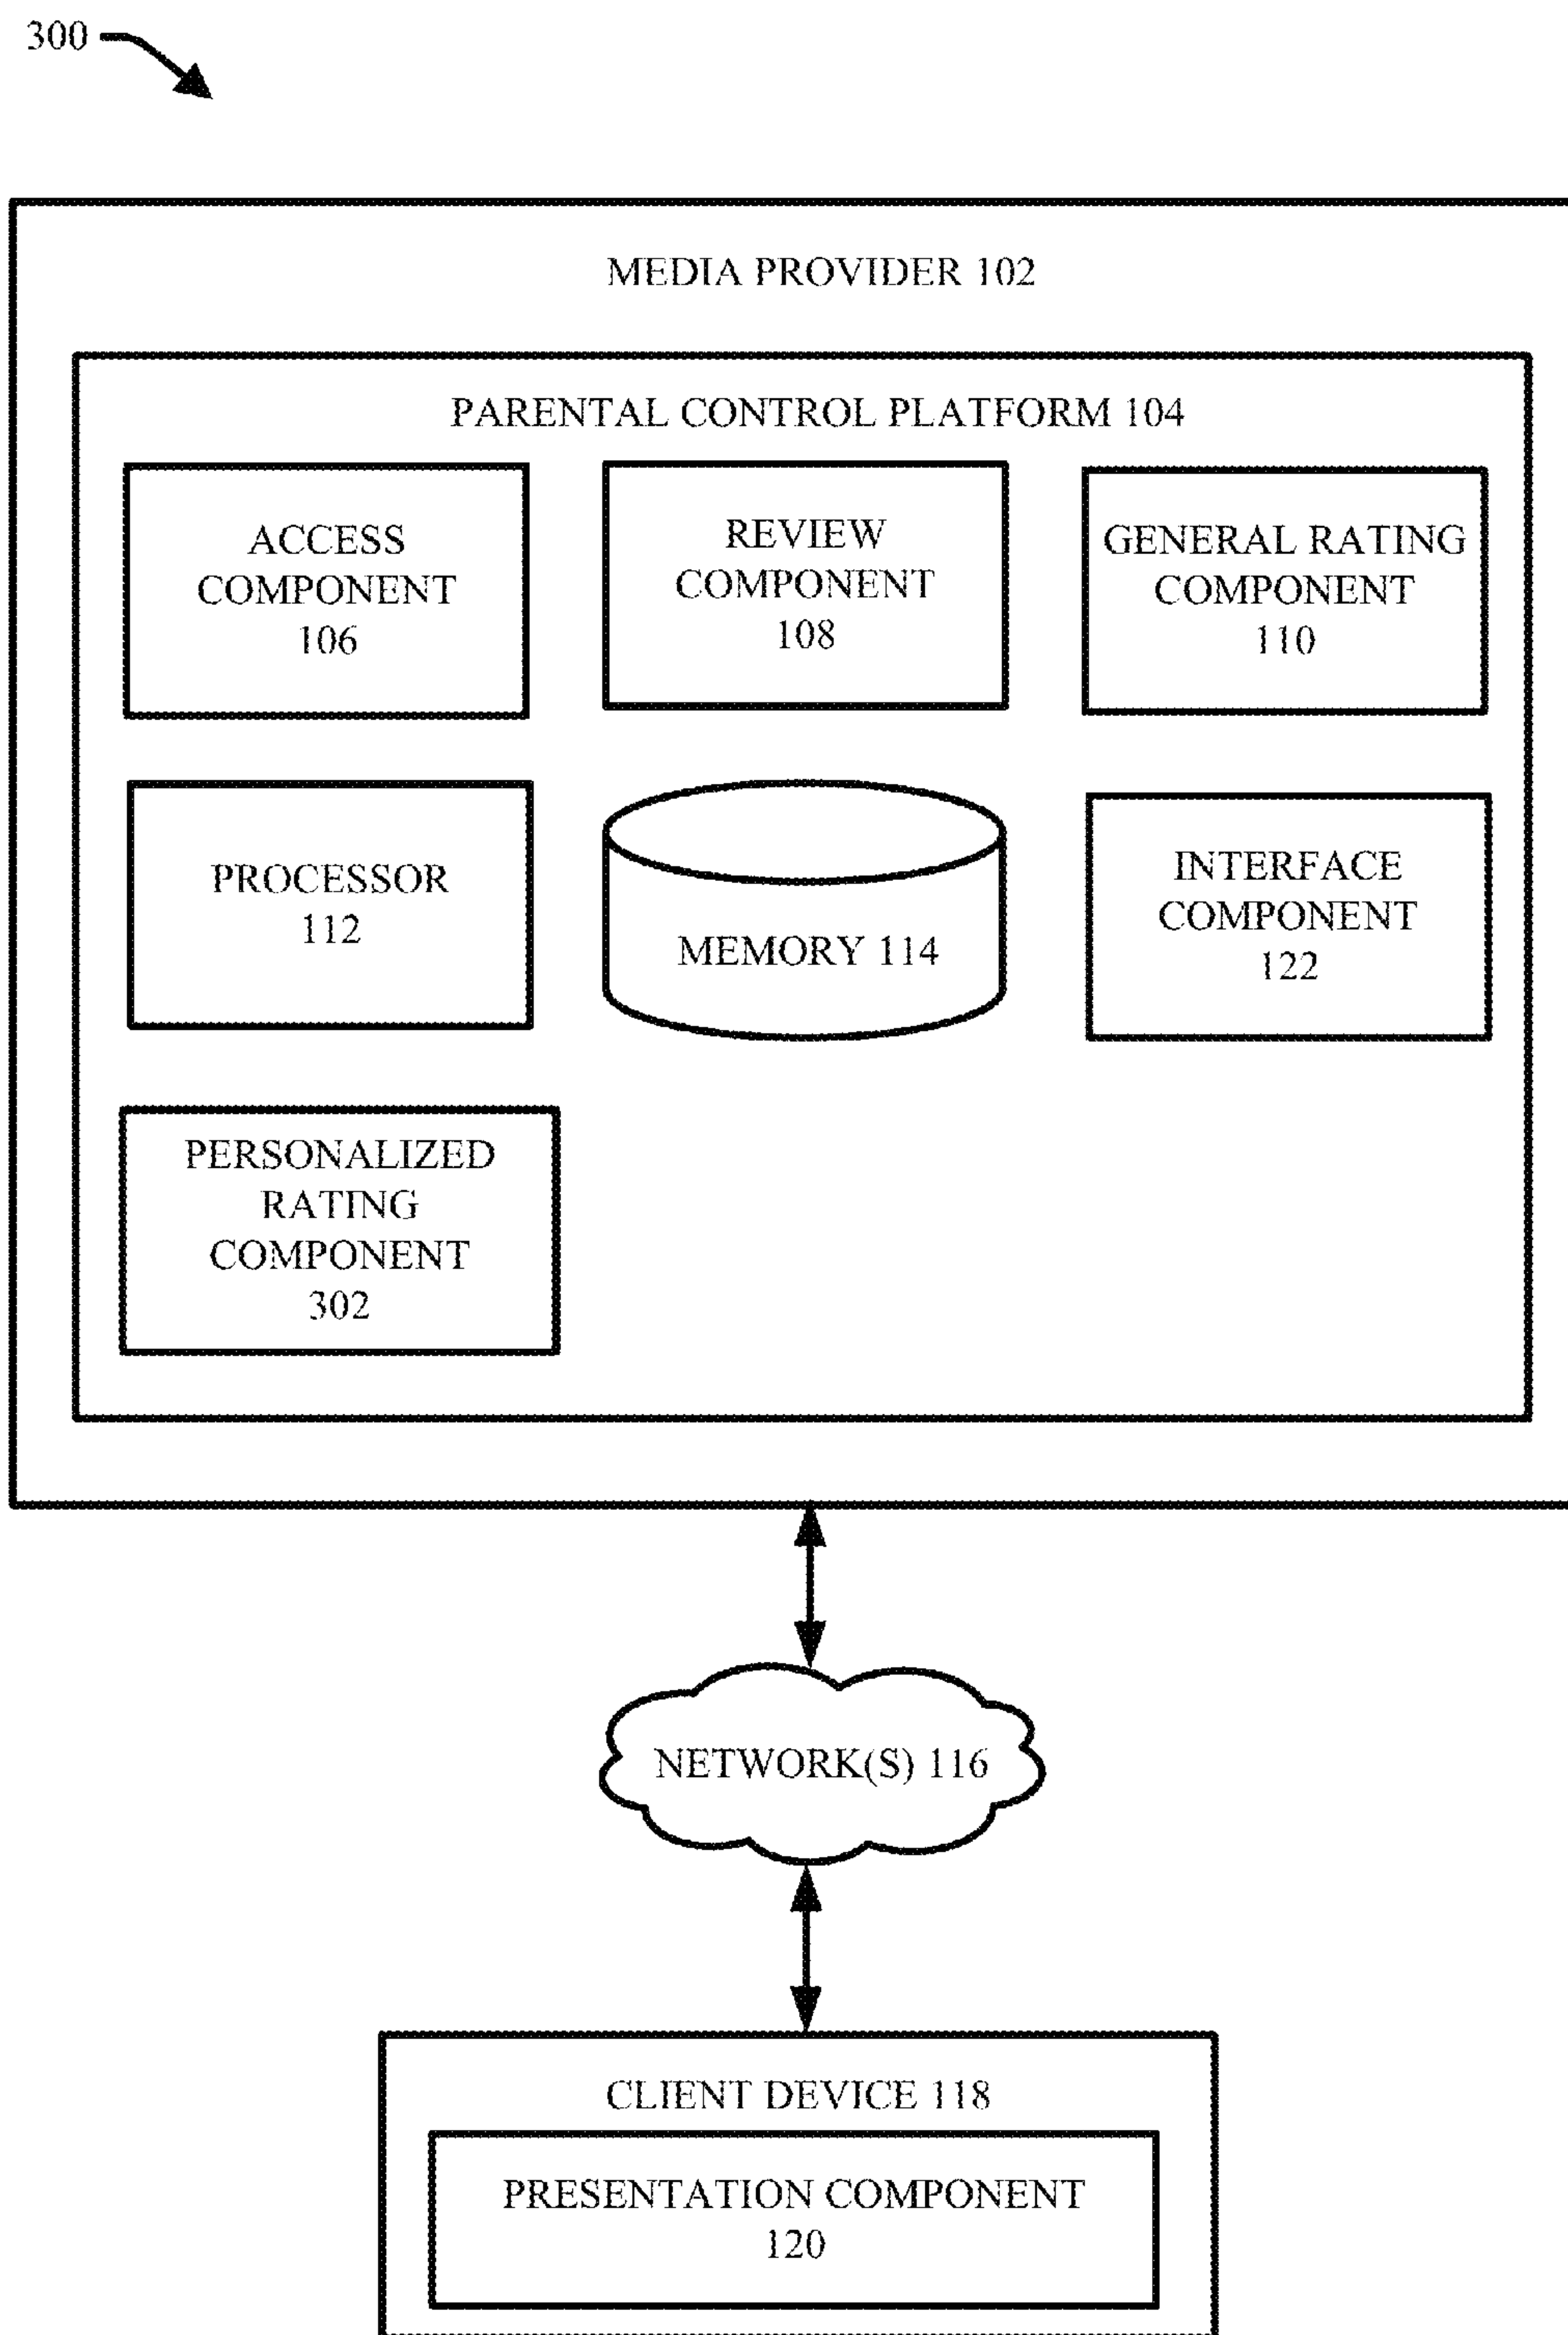 300
MEDIA PROVIDER 102
PARENTAL CONTROL PLATFORM 104
ACCESS
COMPONENT
106
REVIEW
COMPONENT
108
GENERAL RATING
COMPONENT
110
PROCESSOR
112
MEMORY 114
INTERFACE
COMPONENT
122
PERSONALIZED
RATING
COMPONENT
302
NETWORK(S) 116
CLIENT DEVICE 118
PRESENTATION COMPONENT
120